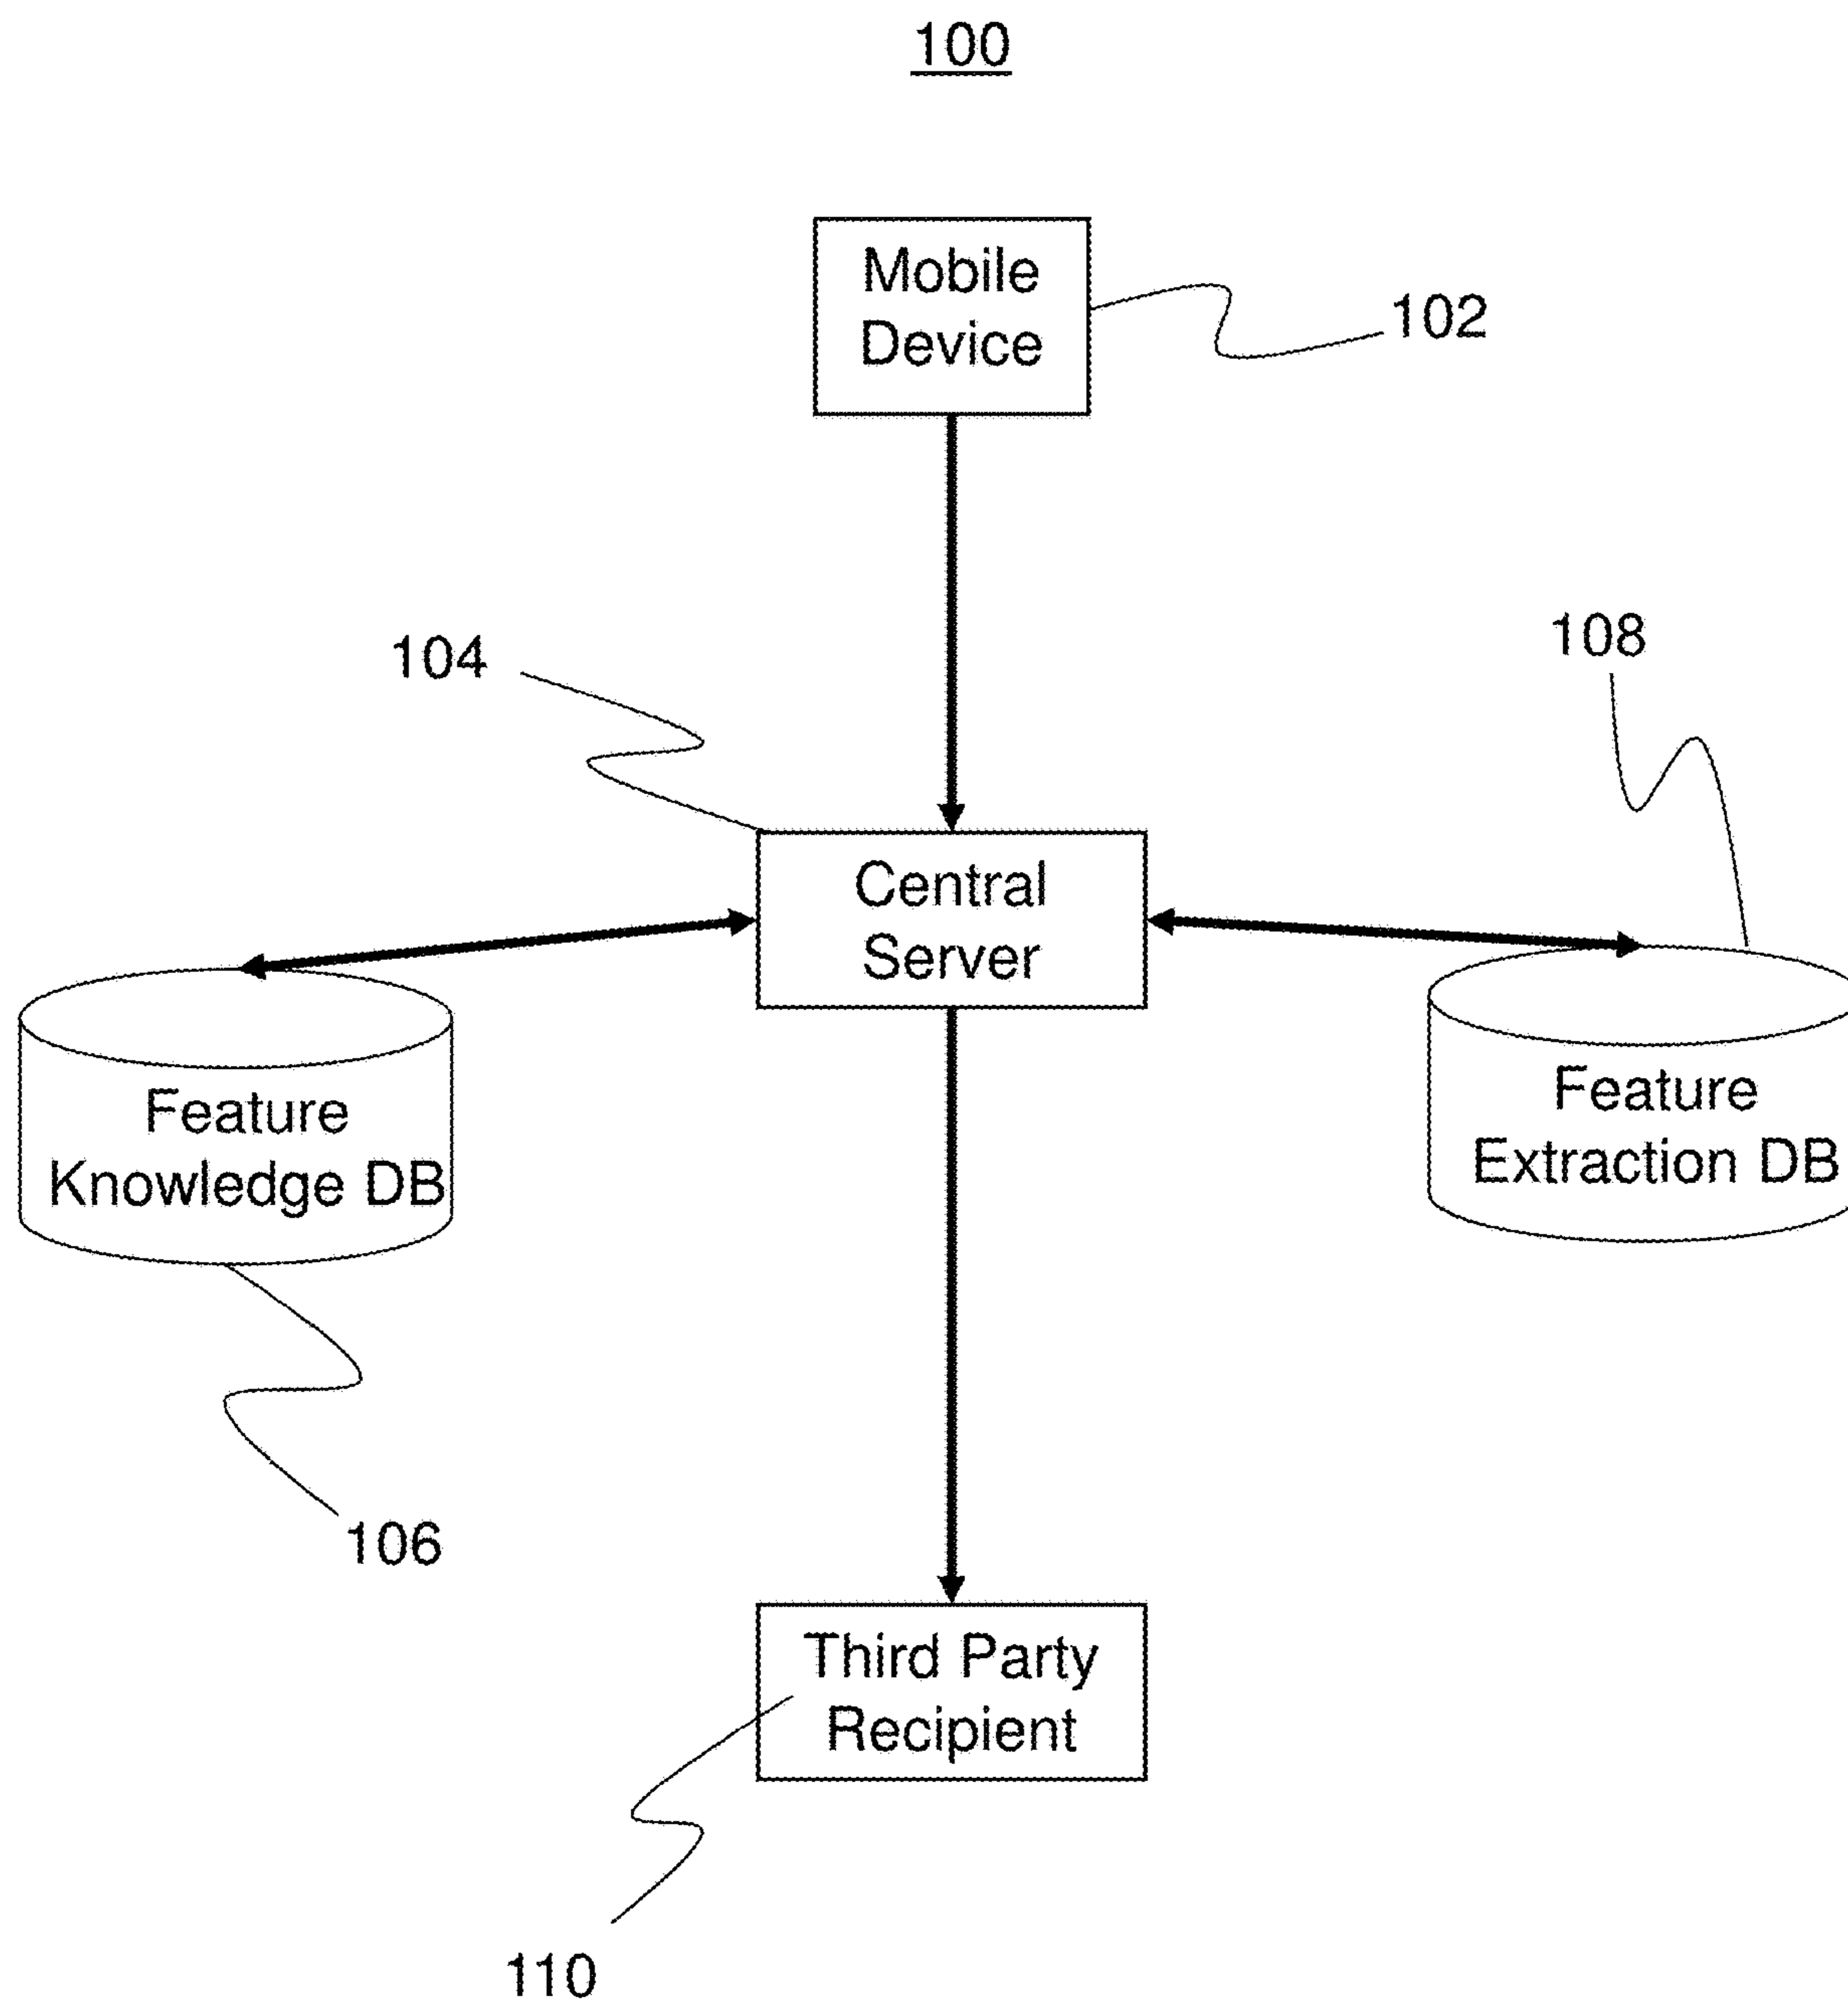 100
Mobile
Device
102
104
108
Central
Server
Feature
Knowledge DB
Feature
Extraction DB
106
Third Party
Recipient
110